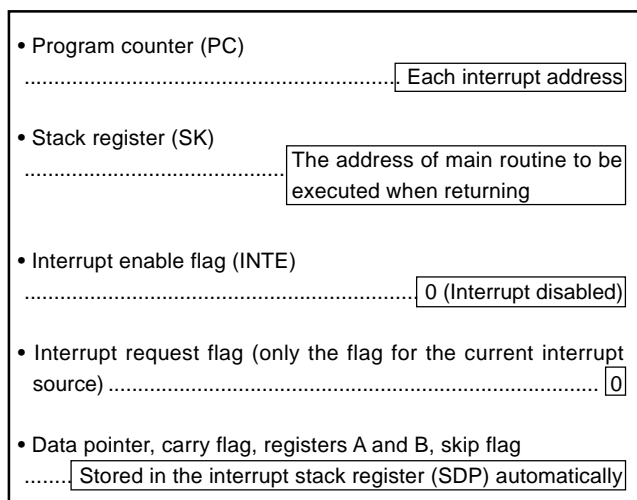 • Program counter (PC)
............................................................... Each interrupt address
• Stack register (SK)
............................................ The address of main routine to be
executed when returning
• Interrupt enable flag (INTE)
.................................................................. 0 (Interrupt disabled)
• Interrupt request flag (only the flag for the current interrupt
source) .................................................................................. 0
• Data pointer, carry flag, registers A and B, skip flag
........ Stored in the interrupt stack register (SDP) automatically